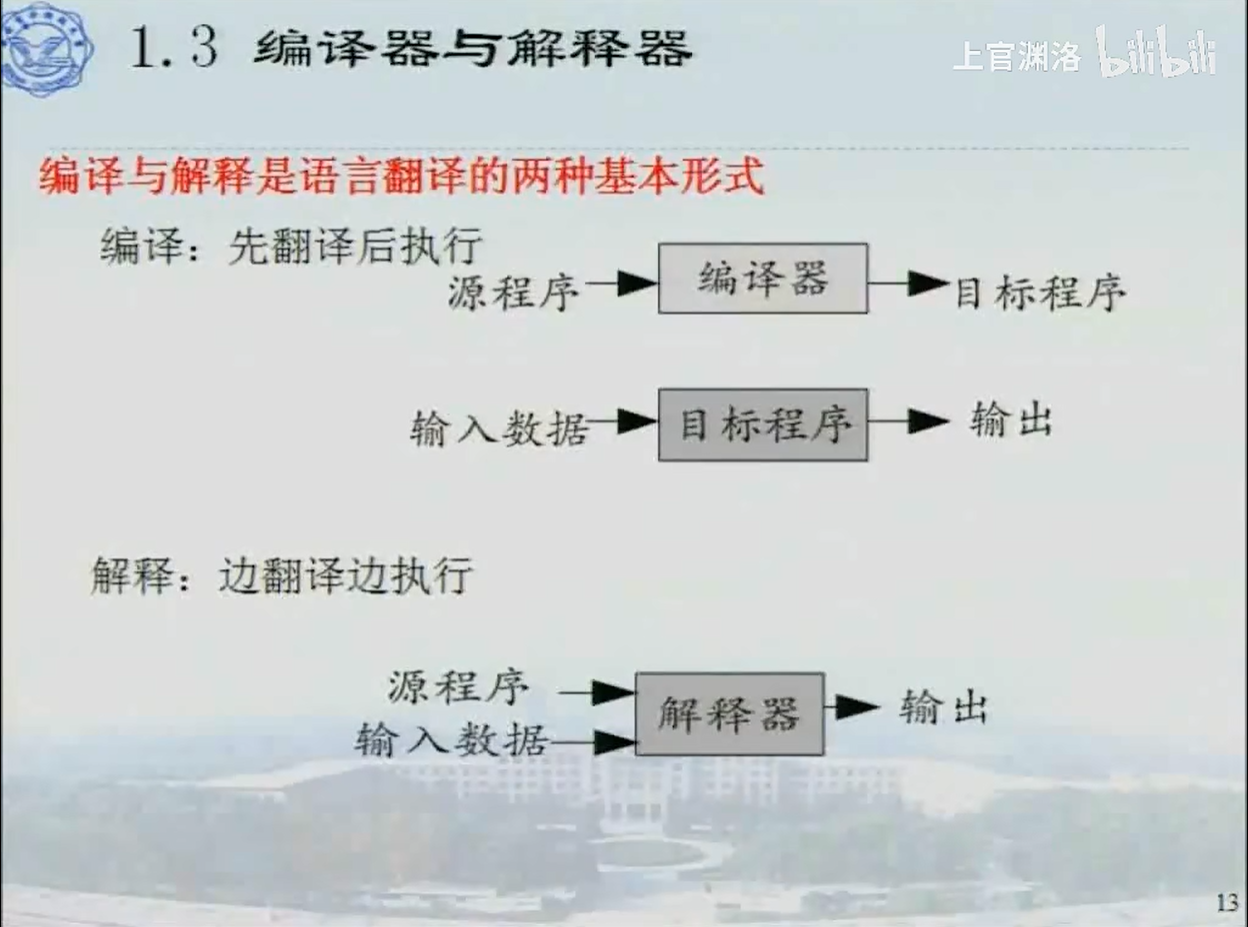 1.3 编译器与解释器
上官渊洛 bilibili
编译与解释是语言翻译的两种基本形式
编译：先翻译后执行
源程序 编译器 目标程序
输入数据 目标程序 输出
解释：边翻译边执行
源程序
解释器 输出
输入数据
13